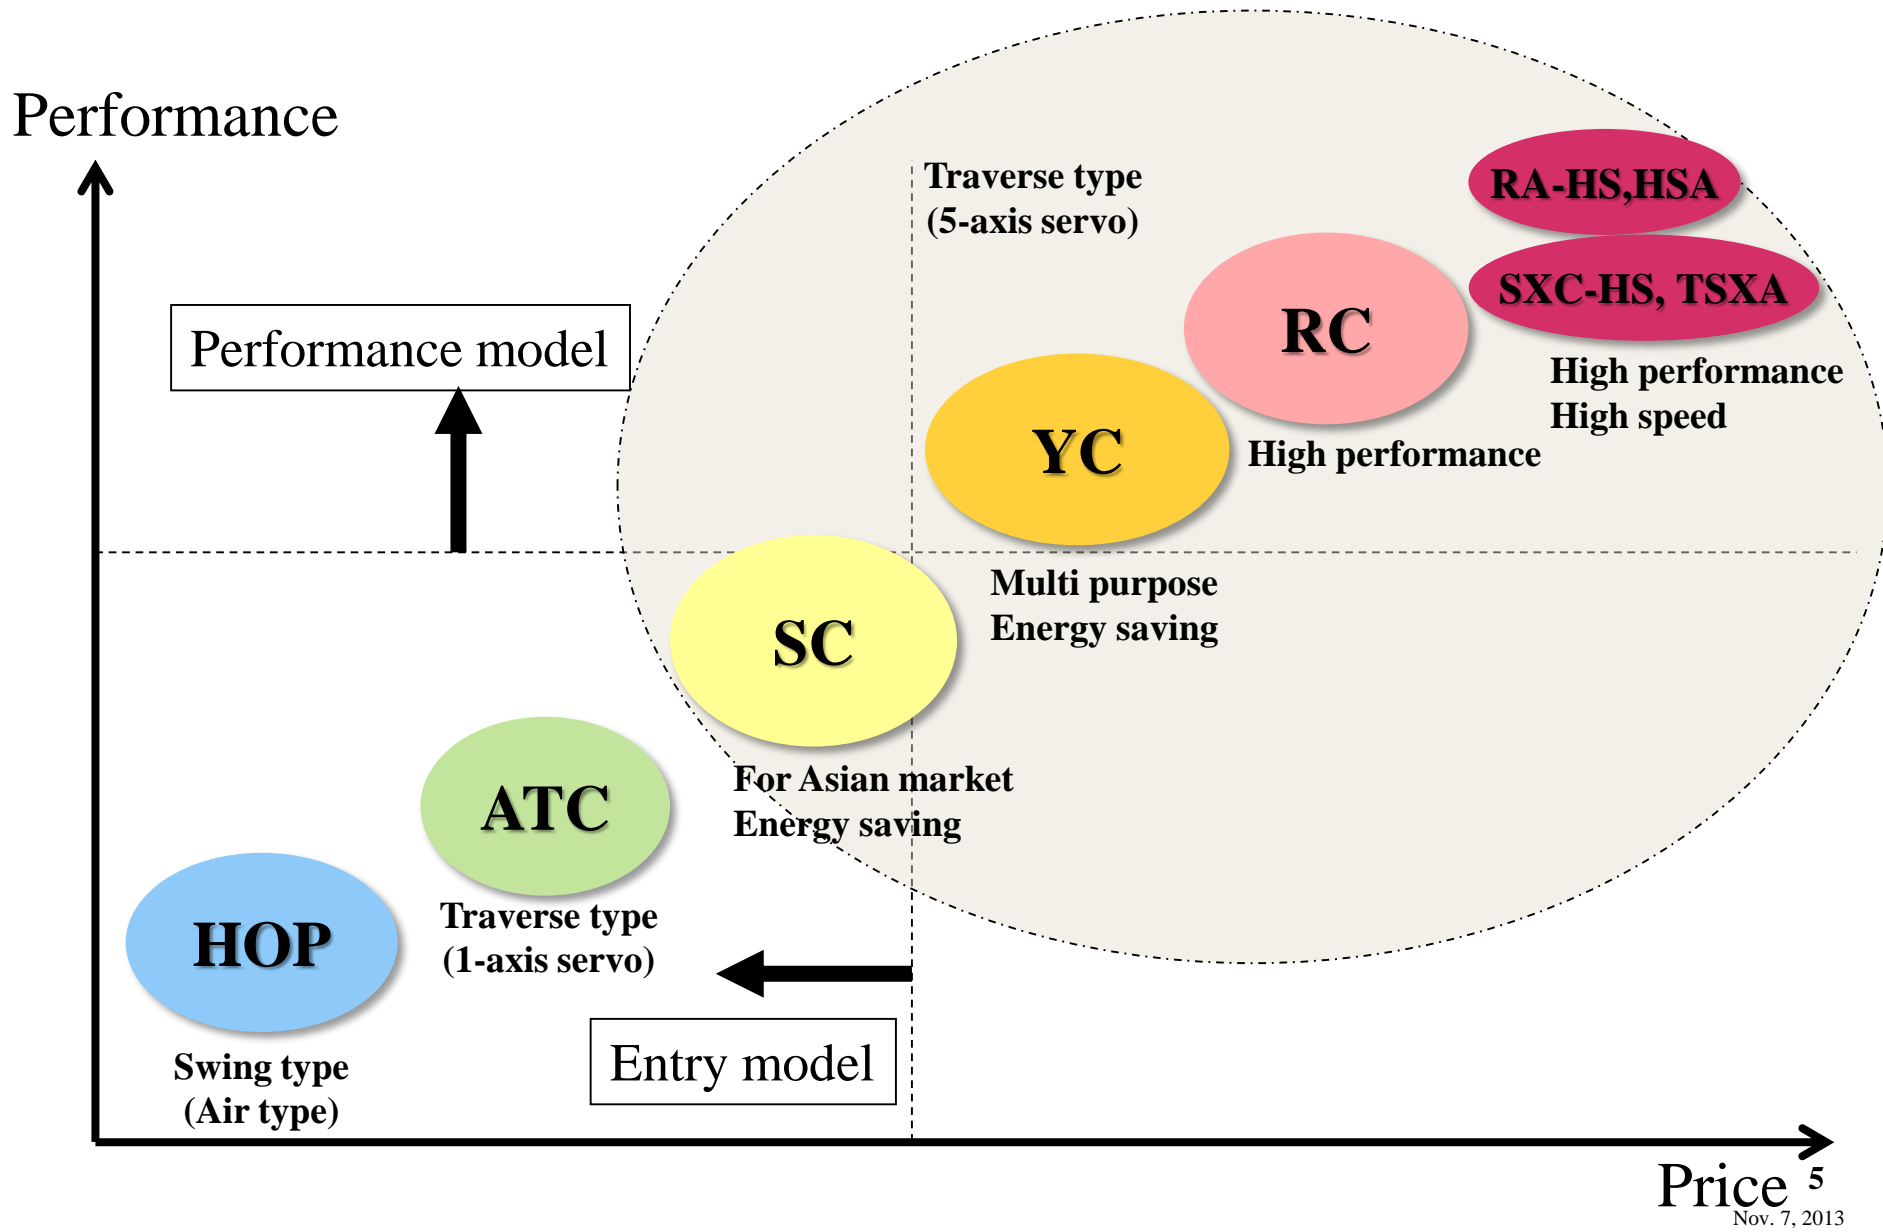 Performance
Traverse type
(5-axis servo)
RA-HS,HSA
SXC-HS, TSXA
RC
Performance model
High performance
High speed
YC
High performance
Multi purpose
Energy saving
SC
For Asian market
Energy saving
ATC
Traverse type
(1-axis servo)
HOP
Entry model
Swing type
(Air type)
Price
5
Nov. 7, 2013